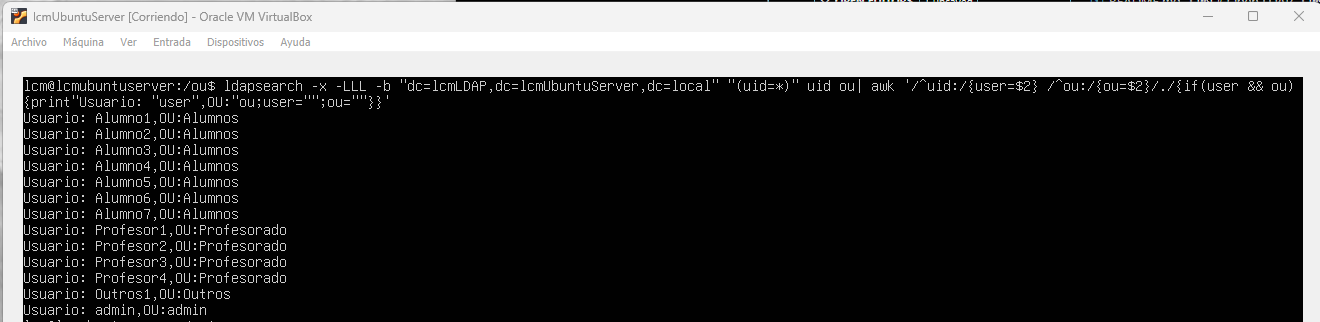 lcmUbuntuServer [Corriendo] - Oracle VM VirtualBox
Archivo Máquina Ver Entrada Dispositivos Ayuda
lcm@lcmubuntuserver:/ou$ ldapsearch -x -LLL -b "dc=lcmLDAP,dc=lcmUbuntuServer,dc=local" "(uid=*)" uid ou| awk '/^uid:/{user=$2} /^ou:/{ou=$2}/./{if(user && ou)
{print"Usuario: "user",OU:"ou;user="";ou=""}}'
Usuario: Alumno1,OU:Alumnos
Usuario: Alumno2,OU:Alumnos
Usuario: Alumno3,OU:Alumnos
Usuario: Alumno4,OU:Alumnos
Usuario: Alumno5,OU:Alumnos
Usuario: Alumno6,OU:Alumnos
Usuario: Alumno7,OU:Alumnos
Usuario: Profesor1,OU:Profesorado
Usuario: Profesor2,OU:Profesorado
Usuario: Profesor3,OU:Profesorado
Usuario: Profesor4,OU:Profesorado
Usuario: Outros1,OU:Outros
Usuario: admin,OU:admin